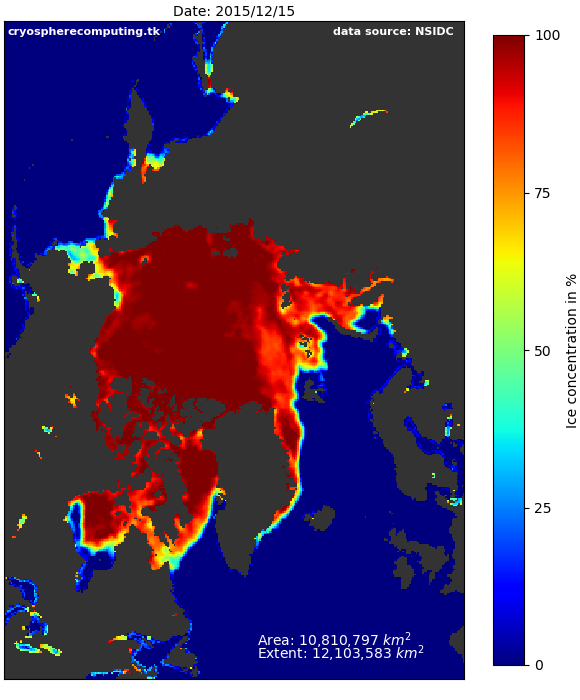 Date: 2015/12/15
cryospherecomputing.tk
data source: NSIDC
100
75
50
25
0
Ice concentration in %
Area: 10,810,797 km²
Extent: 12,103,583 km²